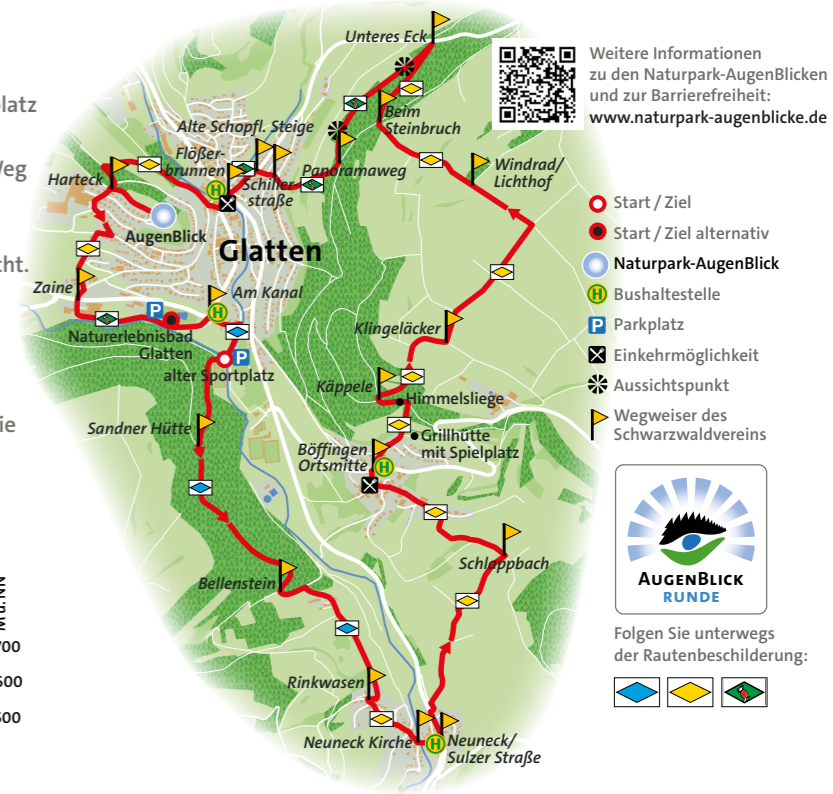 Unteres Eck
Weitere Informationen
zu den Naturpark-AugenBlicken
und zur Barrierefreiheit:
www.naturpark-augenblicke.de
Beim
Steinbruch
Alte Schopfl. Steige
Flößer-
brunnen
Schiller
straße
Panoramaweg
Windrad/
Lichthof
Harteck
H
AugenBlick
Glatten
Zaine
Am Kanal
H
P
Naturerlebnisbad
Glatten
P
alter Sportplatz
Klingeläcker
Käppele
Himmelsliege
Grillhütte
mit Spielplatz
Sandner Hütte
Böffingen
Ortsmitte
H
Schlappbach
Bellenstein
Rinkwasen
Neuneck Kirche
H
Neuneck/
Sulzer Straße
Start / Ziel
Start / Ziel alternativ
Naturpark-AugenBlick
H Bushaltestelle
P Parkplatz
Einkehrmöglichkeit
Aussichtspunkt
Wegweiser des
Schwarzwaldvereins
AUGENBLICK
RUNDE
Folgen Sie unterwegs
der Rautenbeschilderung:
latz
cht.
ie